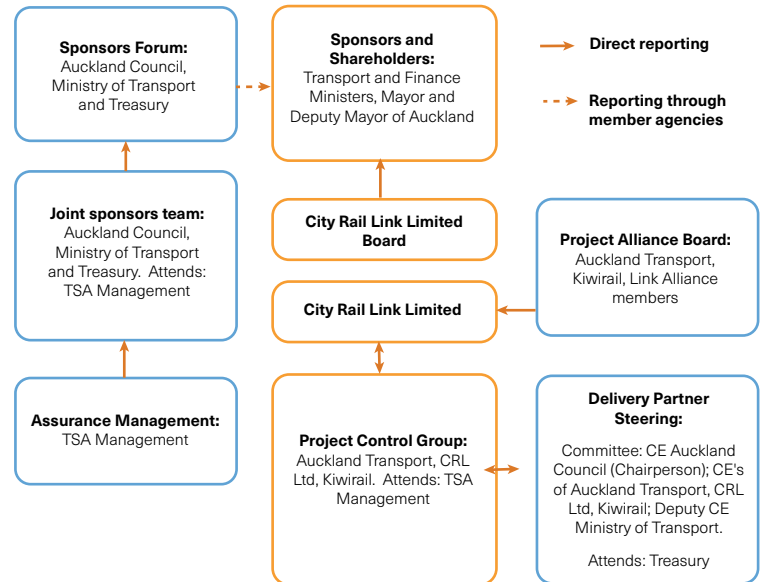 Sponsors Forum:
Auckland Council,
Ministry of Transport
and Treasury
Sponsors and
Shareholders:
Transport and Finance
Ministers, Mayor and
Deputy Mayor of Auckland
Direct reporting
Reporting through
member agencies
Joint sponsors team:
Auckland Council,
Ministry of Transport
and Treasury. Attends:
TSA Management
City Rail Link Limited
Board
Project Alliance Board:
Auckland Transport,
Kiwirail, Link Alliance
members
City Rail Link Limited
Assurance Management:
TSA Management
Project Control Group:
Auckland Transport, CRL
Ltd, Kiwirail. Attends: TSA
Management
Delivery Partner
Steering:
Committee: CE Auckland
Council (Chairperson); CE's
of Auckland Transport, CRL
Ltd, Kiwirail; Deputy CE
Ministry of Transport.
Attends: Treasury